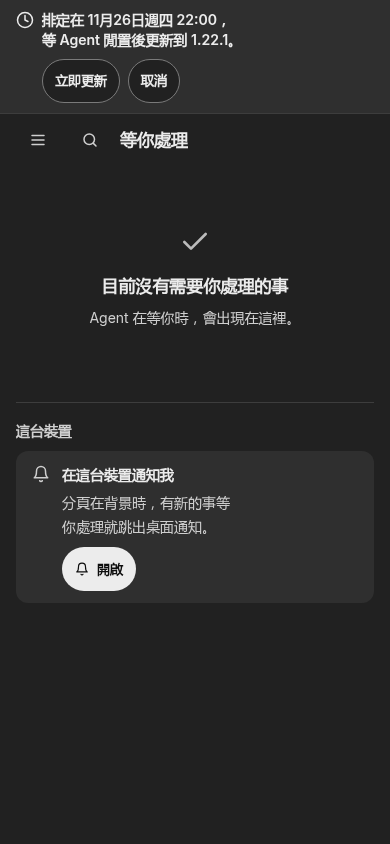 排定在 11月26日週四 22:00，
等 Agent 閒置後更新到 1.22.1。
立即更新
取消
等你處理
目前沒有需要你處理的事
Agent 在等你時，會出現在這裡。
這台裝置
在這台裝置通知我
分頁在背景時，有新的事等
你處理就跳出桌面通知。
開啟